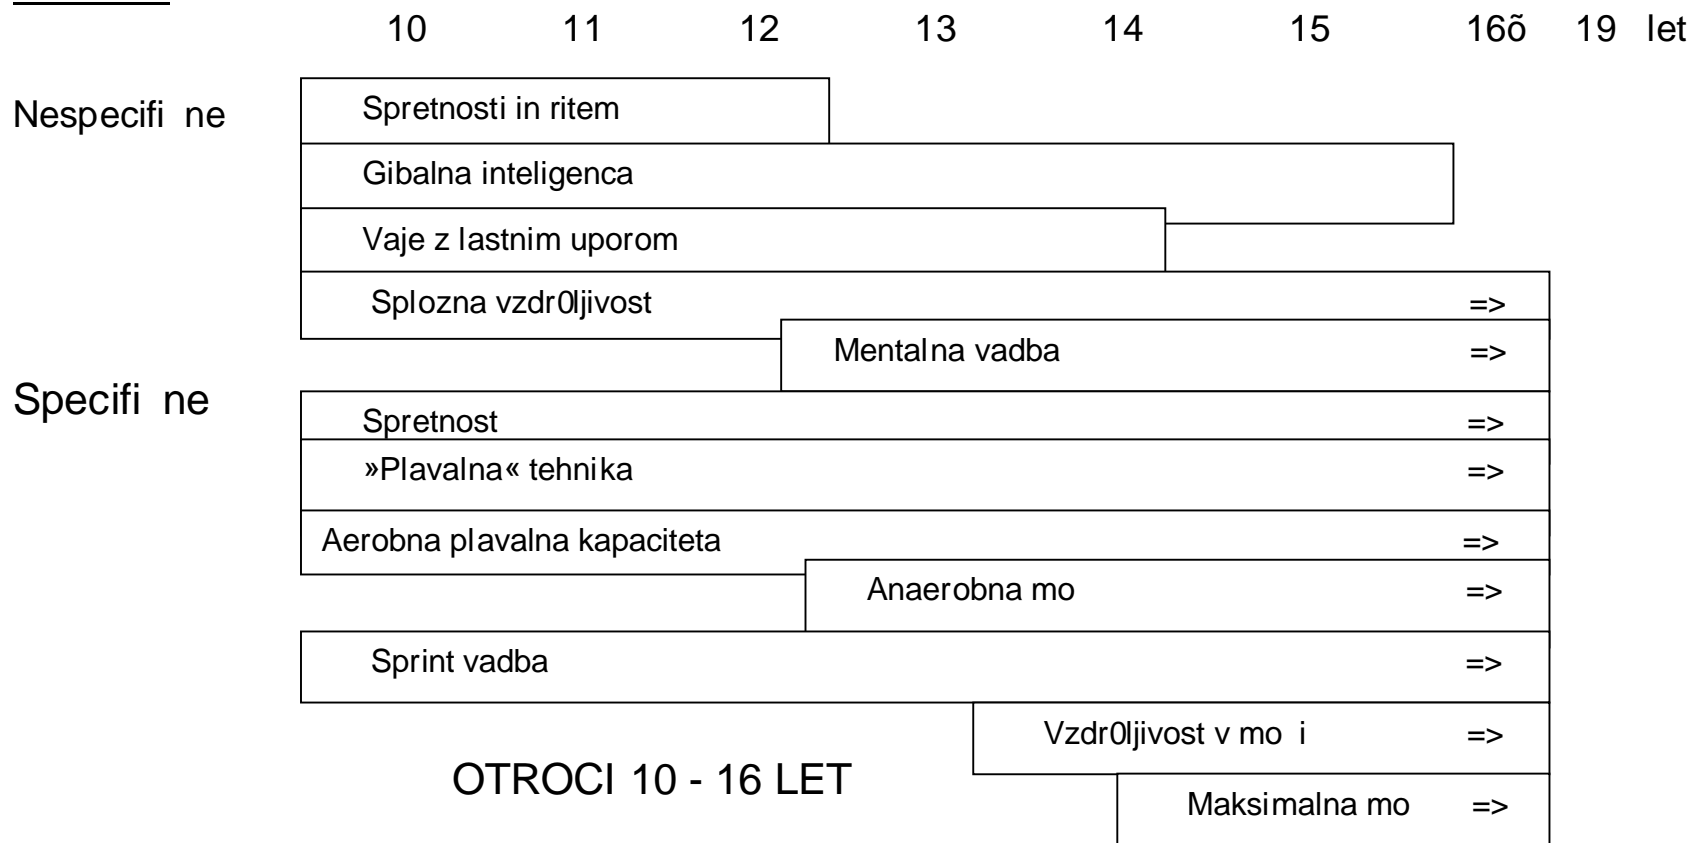 10 11 12 13 14 15 16õ 19 let
Nespecifi ne
Spretnosti in ritem
Gibalna inteligenca
Vaje z lastnim uporom
Splozna vzdr0ljivost =>
Mentalna vadba =>
Specifi ne
Spretnost =>
»Plavalna« tehnika =>
Aerobna plavalna kapaciteta =>
Anaerobna mo =>
Sprint vadba =>
Vzdr0ljivost v mo i =>
OTROCI 10 - 16 LET
Maksimalna mo =>